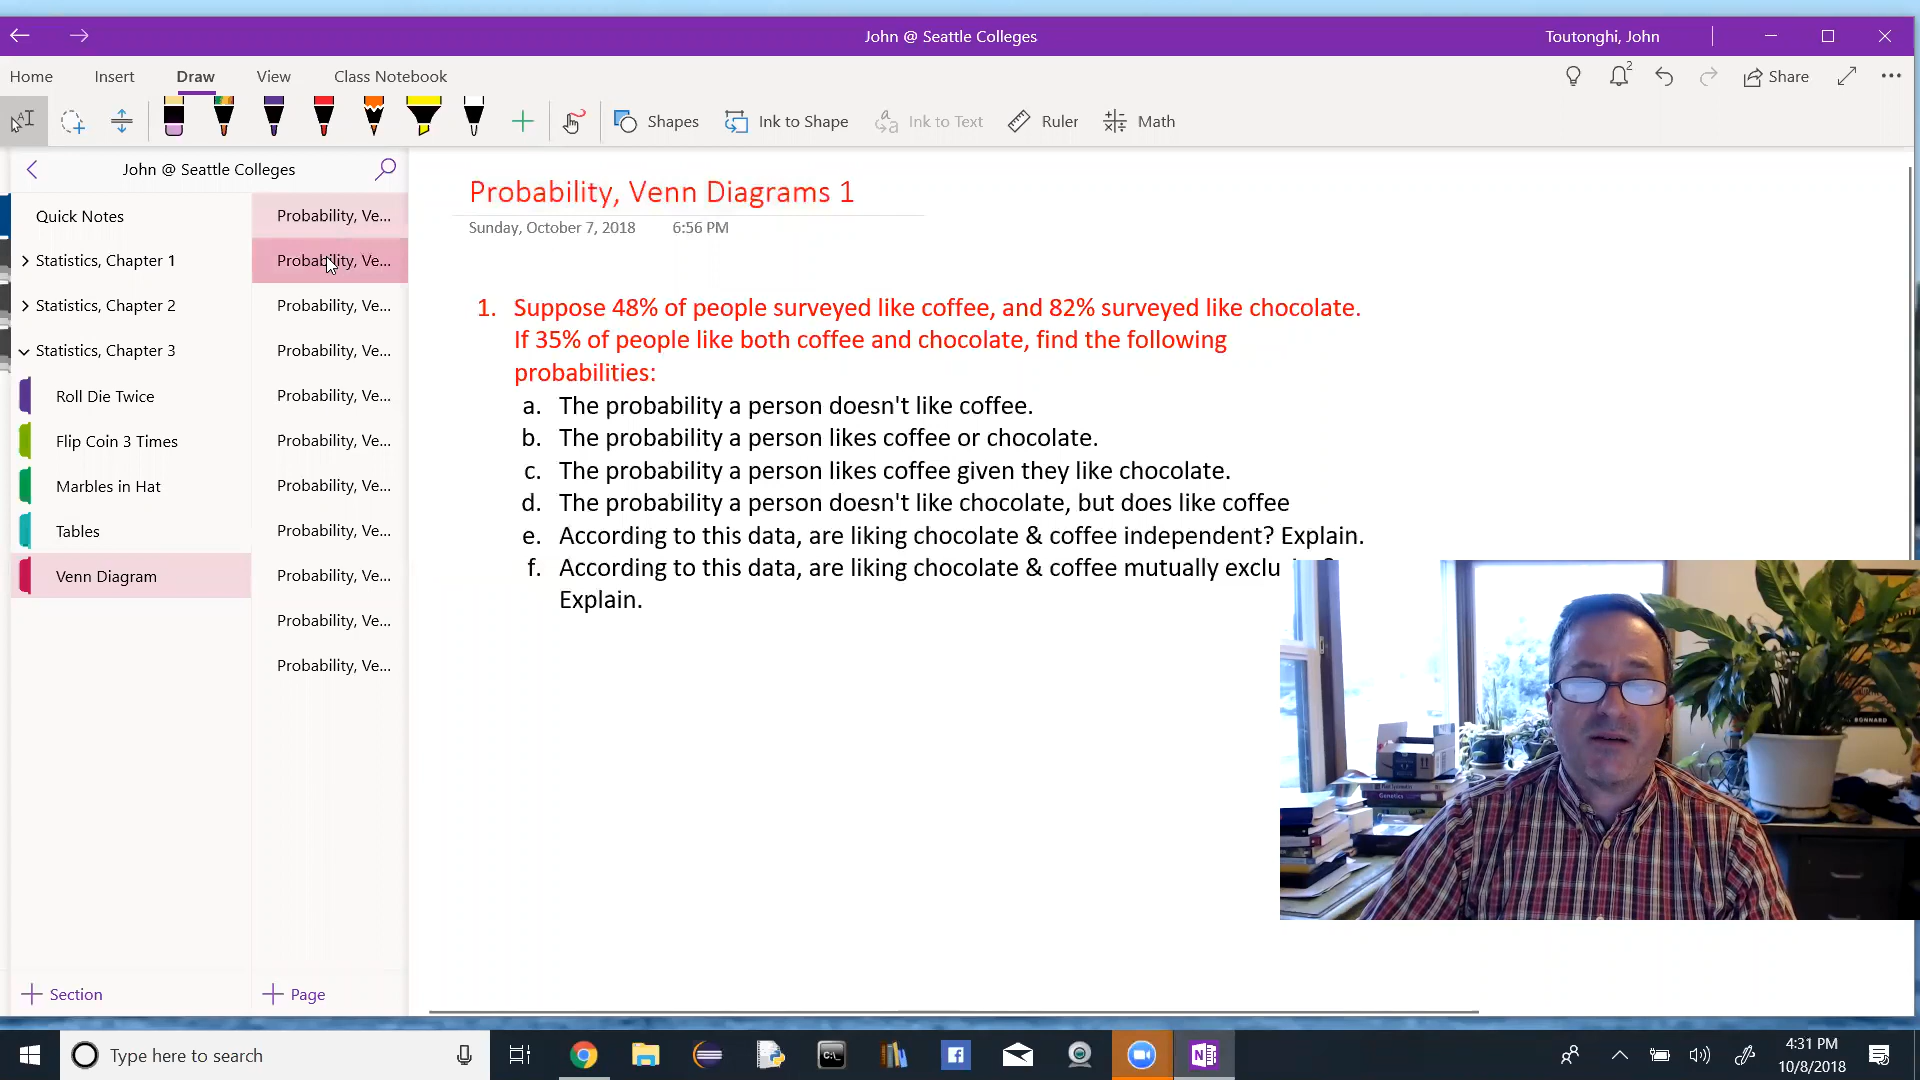 John @ Seattle Colleges
Toutonghi, John
Home Insert Draw View Class Notebook
2
Share
Shapes Ink to Shape Ink to Text Ruler Math
John @ Seattle Colleges
Quick Notes
Statistics, Chapter 1
Statistics, Chapter 2
Statistics, Chapter 3
Roll Die Twice
Flip Coin 3 Times
Marbles in Hat
Tables
Venn Diagram
Section
Probability, Ve...
Probability, Ve...
Probability, Ve...
Probability, Ve...
Probability, Ve...
Probability, Ve...
Probability, Ve...
Probability, Ve...
Probability, Ve...
Probability, Ve...
Probability, Ve...
Page
Probability, Venn Diagrams 1
Sunday, October 7, 2018 6:56 PM
1. Suppose 48% of people surveyed like coffee, and 82% surveyed like chocolate.
If 35% of people like both coffee and chocolate, find the following
probabilities:
a. The probability a person doesn't like coffee.
b. The probability a person likes coffee or chocolate.
c. The probability a person likes coffee given they like chocolate.
d. The probability a person doesn't like chocolate, but does like coffee
e. According to this data, are liking chocolate & coffee independent? Explain.
f. According to this data, are liking chocolate & coffee mutually exclu
Explain.
Genetics
BONNARD
Type here to search
4:31 PM
10/8/2018